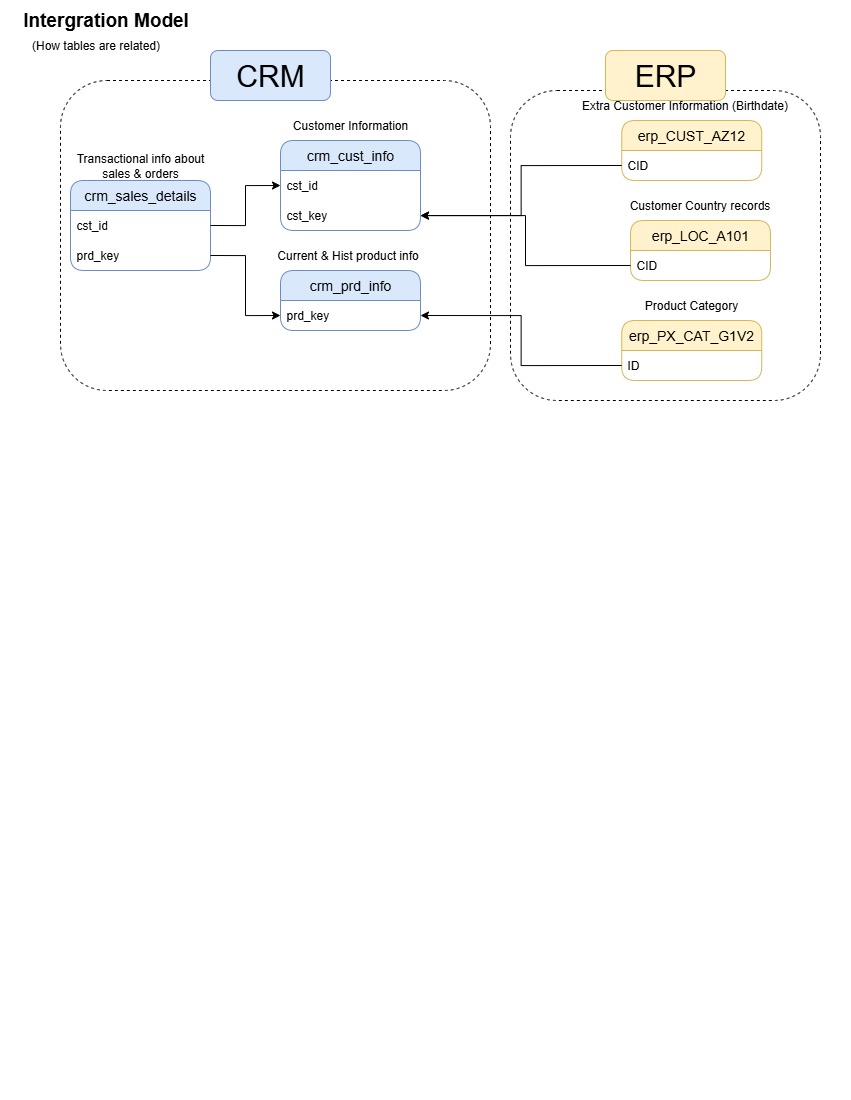 Intergration Model
(How tables are related)
CRM
Customer Information
crm_cust_info
cst_id
cst_key
Transactional info about
sales & orders
crm_sales_details
cst_id
prd_key
Current & Hist product info
crm_prd_info
prd_key
ERP
Extra Customer Information (Birthdate)
erp_CUST_AZ12
CID
Customer Country records
erp_LOC_A101
CID
Product Category
erp_PX_CAT_G1V2
ID